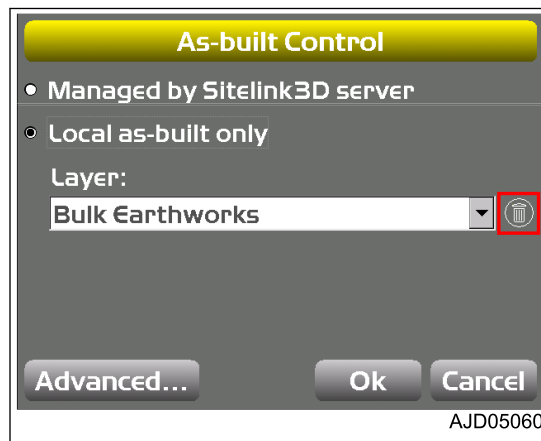 As-built Control
Managed by Sitelink3D server
Local as-built only
Layer:
Bulk Earthworks
Advanced...
Ok
Cancel
AJD05060